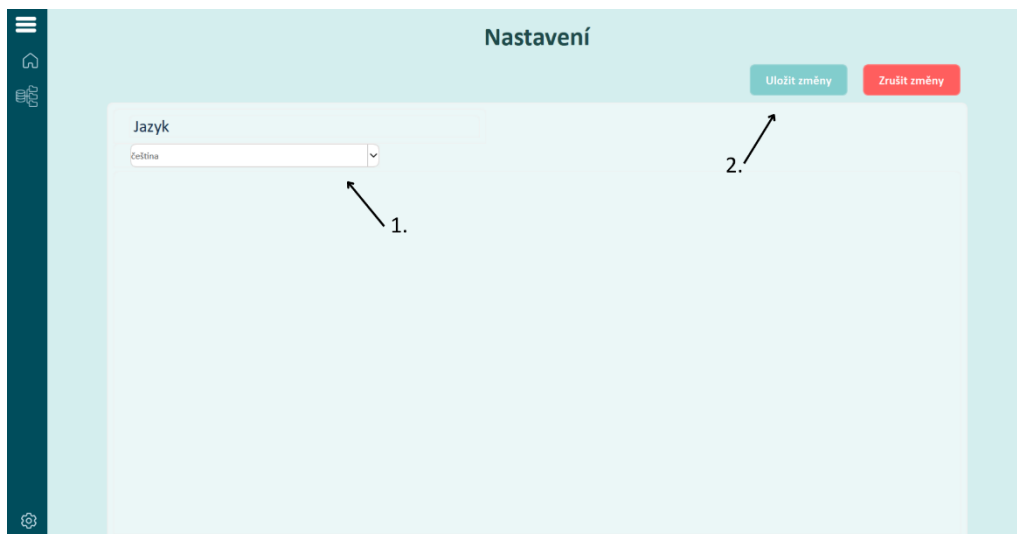 Nastavení
Uložit změny
Zrušit změny
Jazyk
čeština
2.
1.